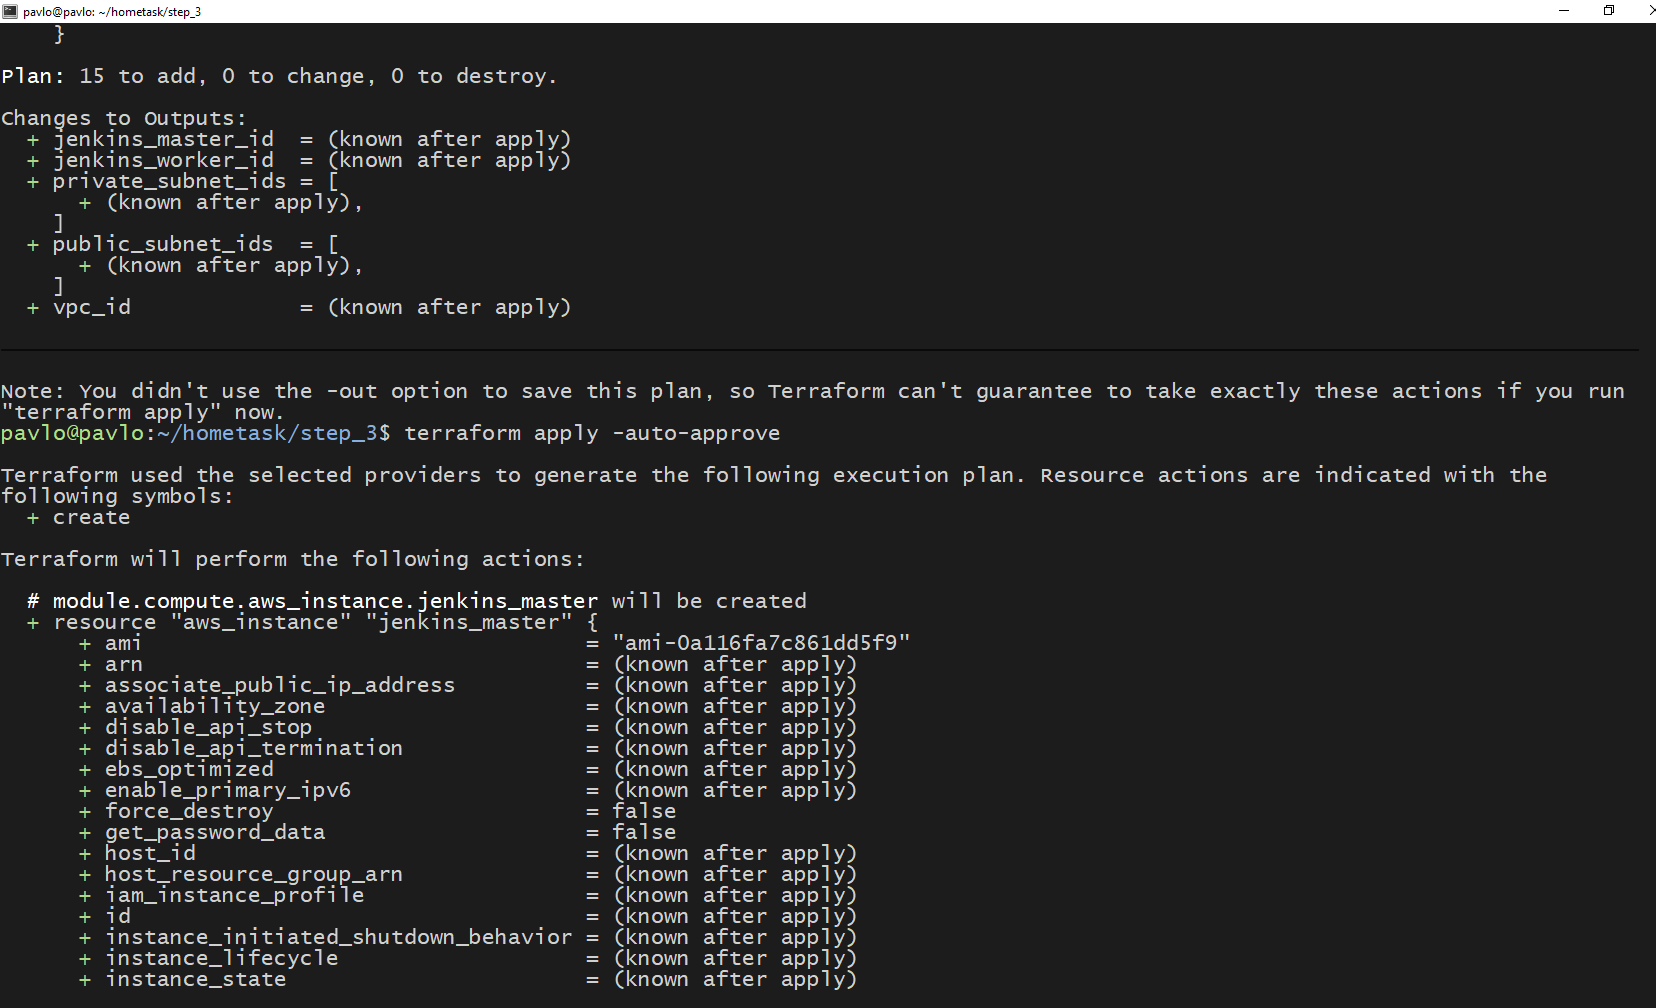 pavlo@pavlo: ~/hometask/step_3
    }

Plan: 15 to add, 0 to change, 0 to destroy.

Changes to Outputs:
  + jenkins_master_id  = (known after apply)
  + jenkins_worker_id  = (known after apply)
  + private_subnet_ids = [
      + (known after apply),
    ]
  + public_subnet_ids  = [
      + (known after apply),
    ]
  + vpc_id             = (known after apply)

Note: You didn't use the -out option to save this plan, so Terraform can't guarantee to take exactly these actions if you run
"terraform apply" now.
pavlo@pavlo:~/hometask/step_3$ terraform apply -auto-approve

Terraform used the selected providers to generate the following execution plan. Resource actions are indicated with the
following symbols:
  + create

Terraform will perform the following actions:

  # module.compute.aws_instance.jenkins_master will be created
  + resource "aws_instance" "jenkins_master" {
      + ami                                  = "ami-0a116fa7c861dd5f9"
      + arn                                  = (known after apply)
      + associate_public_ip_address          = (known after apply)
      + availability_zone                    = (known after apply)
      + disable_api_stop                     = (known after apply)
      + disable_api_termination              = (known after apply)
      + ebs_optimized                        = (known after apply)
      + enable_primary_ipv6                  = (known after apply)
      + force_destroy                        = false
      + get_password_data                    = false
      + host_id                              = (known after apply)
      + host_resource_group_arn              = (known after apply)
      + iam_instance_profile                 = (known after apply)
      + id                                   = (known after apply)
      + instance_initiated_shutdown_behavior = (known after apply)
      + instance_lifecycle                   = (known after apply)
      + instance_state                       = (known after apply)